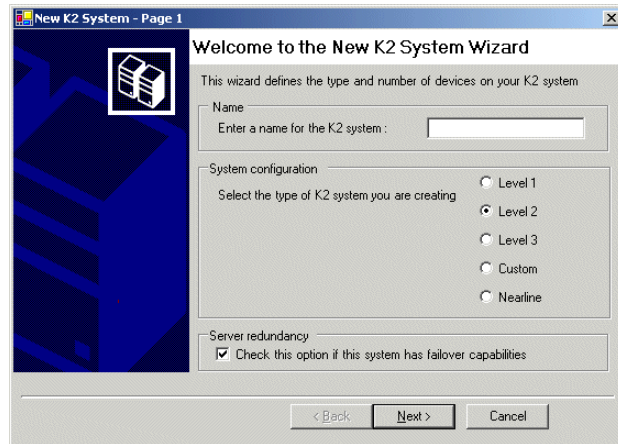 New K2 System - Page 1
Welcome to the New K2 System Wizard
This wizard defines the type and number of devices on your K2 system
Name
Enter a name for the K2 system :
System configuration
Select the type of K2 system you are creating
Level 1
Level 2
Level 3
Custom
Nearline
Server redundancy
Check this option if this system has failover capabilities
< Back
Next >
Cancel